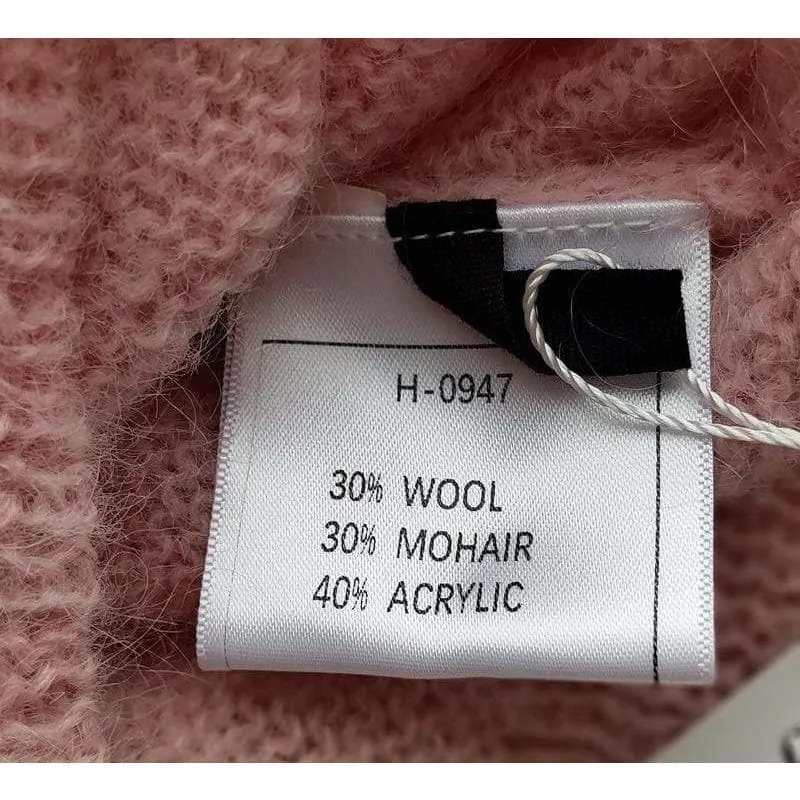 H-0947
30% WOOL
30% MOHAIR
40% ACRYLIC